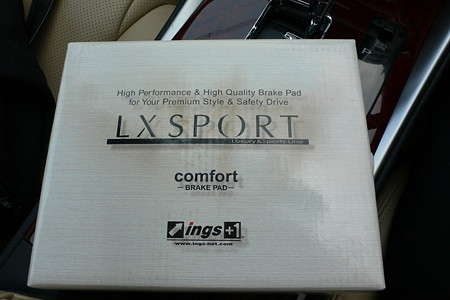 High Performance & High Quality Brake Pad
for Your Premium Style & Safety Drive
LXSPORT
Luxury & Sports Line
comfort
—BRAKE PAD—
ings+1
www.ings-net.com